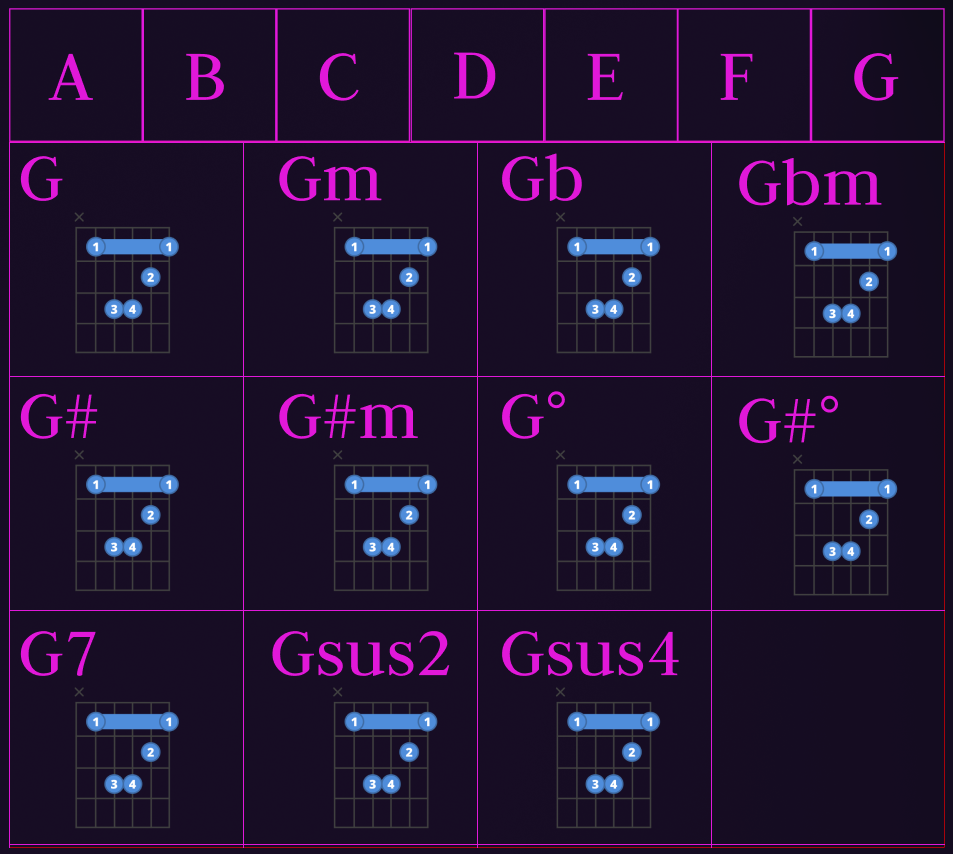 A B C D E F G
G Gm Gb Gbm
× × × ×
1 1 1 1 1 1 1 1
2 2 2 2
3 4 3 4 3 4 3 4
G# G#m G° G#°
× × × ×
1 1 1 1 1 1 1 1
2 2 2 2
3 4 3 4 3 4 3 4
G7 Gsus2 Gsus4
× × ×
1 1 1 1 1 1
2 2 2
3 4 3 4 3 4